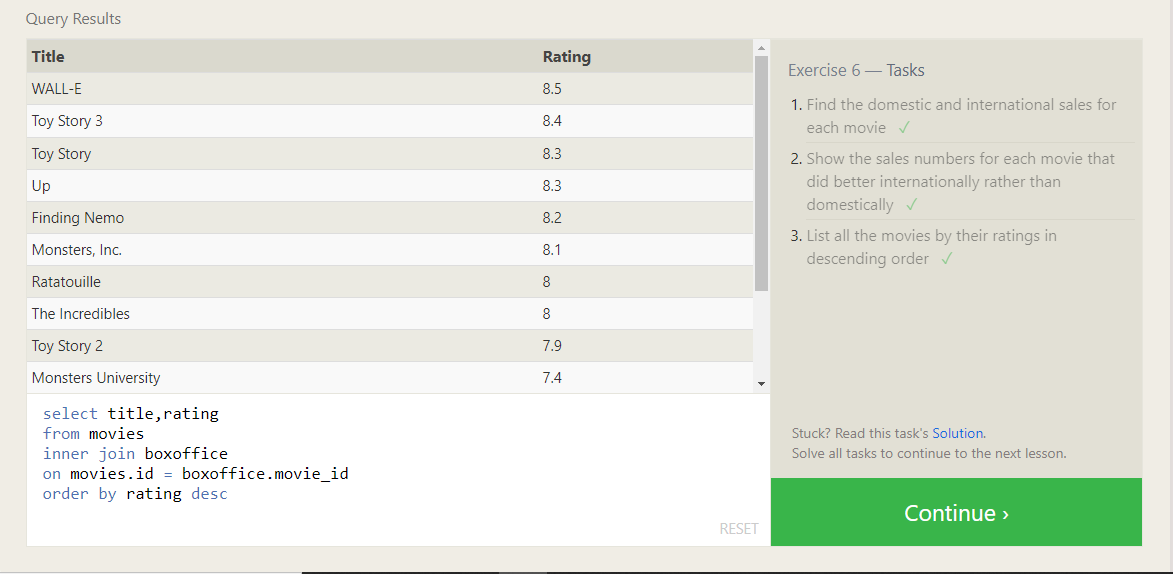 Query Results
Title Rating
WALL-E 8.5
Toy Story 3 8.4
Toy Story 8.3
Up 8.3
Finding Nemo 8.2
Monsters, Inc. 8.1
Ratatouille 8
The Incredibles 8
Toy Story 2 7.9
Monsters University 7.4
select title,rating
from movies
inner join boxoffice
on movies.id = boxoffice.movie_id
order by rating desc
RESET
Exercise 6 — Tasks
1. Find the domestic and international sales for
each movie ✓
2. Show the sales numbers for each movie that
did better internationally rather than
domestically ✓
3. List all the movies by their ratings in
descending order ✓
Stuck? Read this task's Solution.
Solve all tasks to continue to the next lesson.
Continue ›